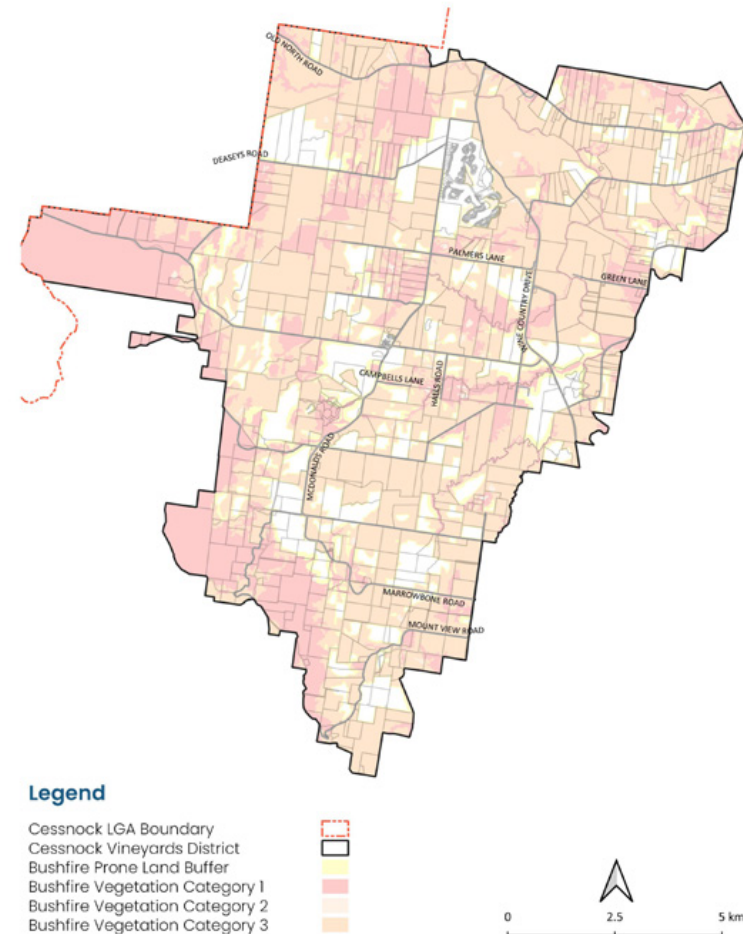 OLD NORTH ROAD
DEASEYS ROAD
PALMERS LANE
GREEN LANE
WINE COUNTRY DRIVE
CAMPBELLS LANE
HALLS ROAD
MCDONALDS ROAD
MARROWBONE ROAD
MOUNT VIEW ROAD
Legend
Cessnock LGA Boundary
Cessnock Vineyards District
Bushfire Prone Land Buffer
Bushfire Vegetation Category 1
Bushfire Vegetation Category 2
Bushfire Vegetation Category 3
0 2.5 5 km